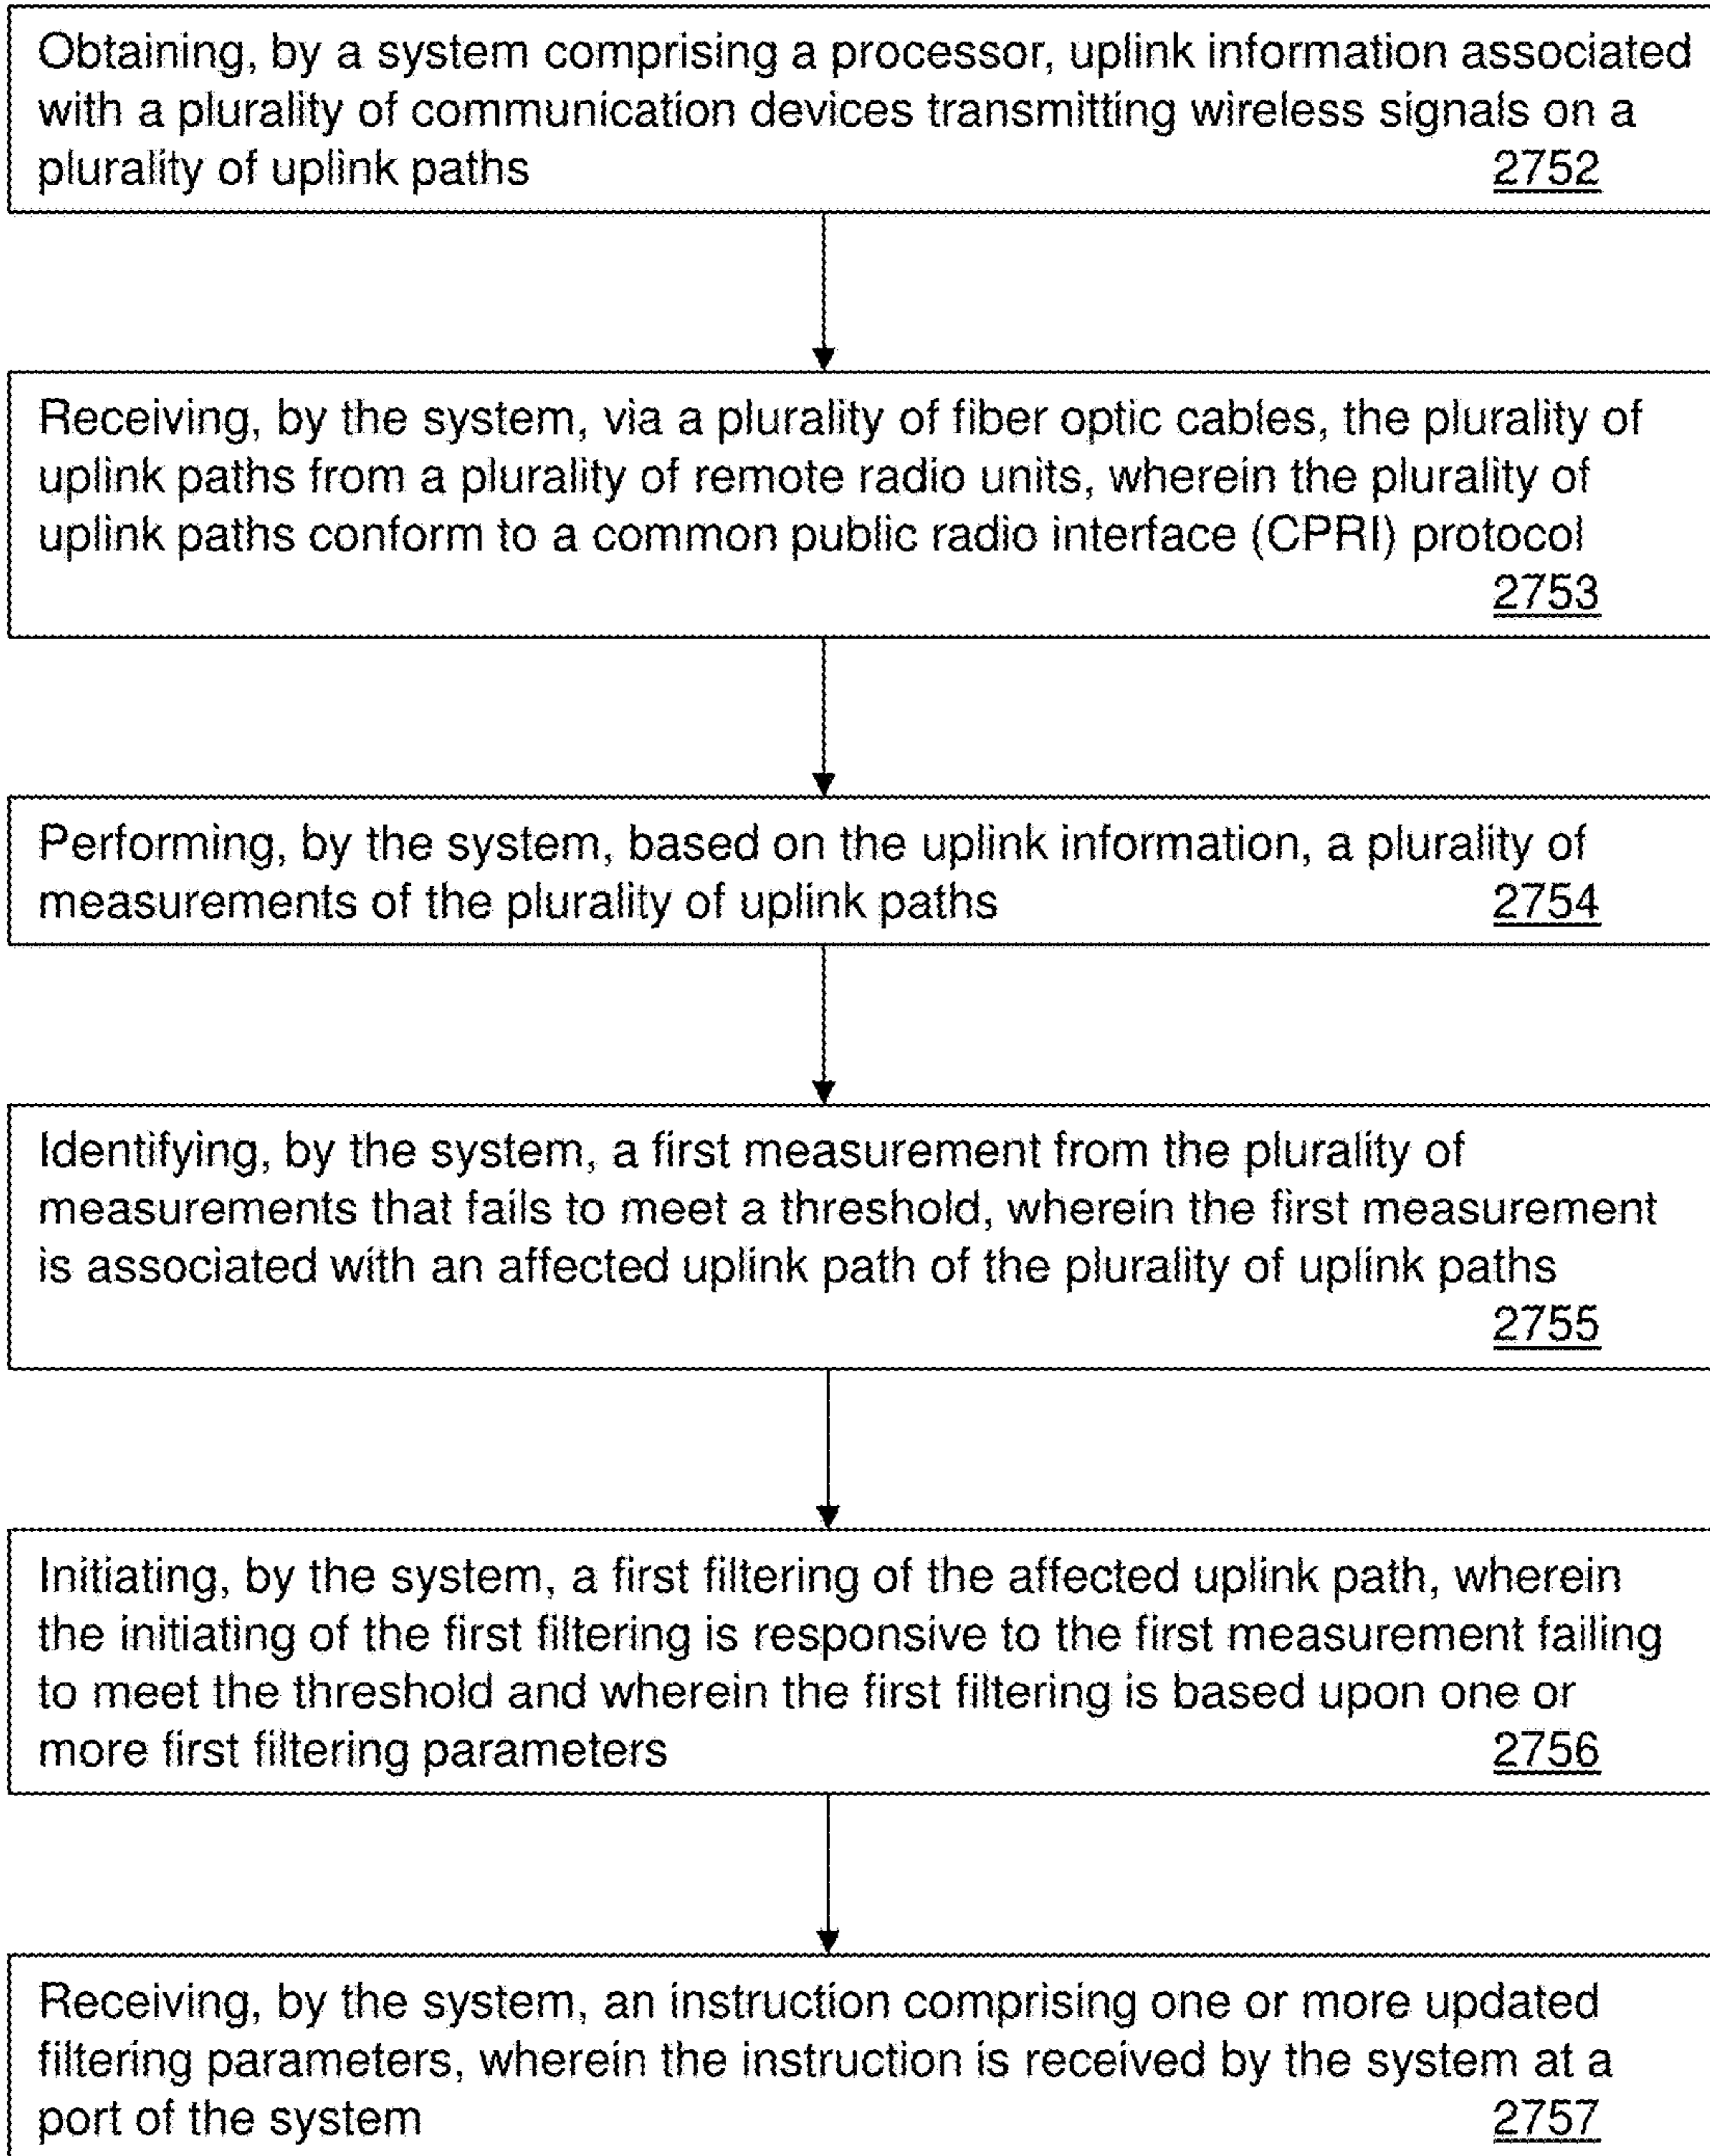 Obtaining, by a system comprising a processor, uplink information associated
with a plurality of communication devices transmitting wireless signals on a
plurality of uplink paths 2752
Receiving, by the system, via a plurality of fiber optic cables, the plurality of
uplink paths from a plurality of remote radio units, wherein the plurality of
uplink paths conform to a common public radio interface (CPRI) protocol
2753
Performing, by the system, based on the uplink information, a plurality of
measurements of the plurality of uplink paths 2754
Identifying, by the system, a first measurement from the plurality of
measurements that fails to meet a threshold, wherein the first measurement
is associated with an affected uplink path of the plurality of uplink paths
2755
Initiating, by the system, a first filtering of the affected uplink path, wherein
the initiating of the first filtering is responsive to the first measurement failing
to meet the threshold and wherein the first filtering is based upon one or
more first filtering parameters 2756
Receiving, by the system, an instruction comprising one or more updated
filtering parameters, wherein the instruction is received by the system at a
port of the system 2757